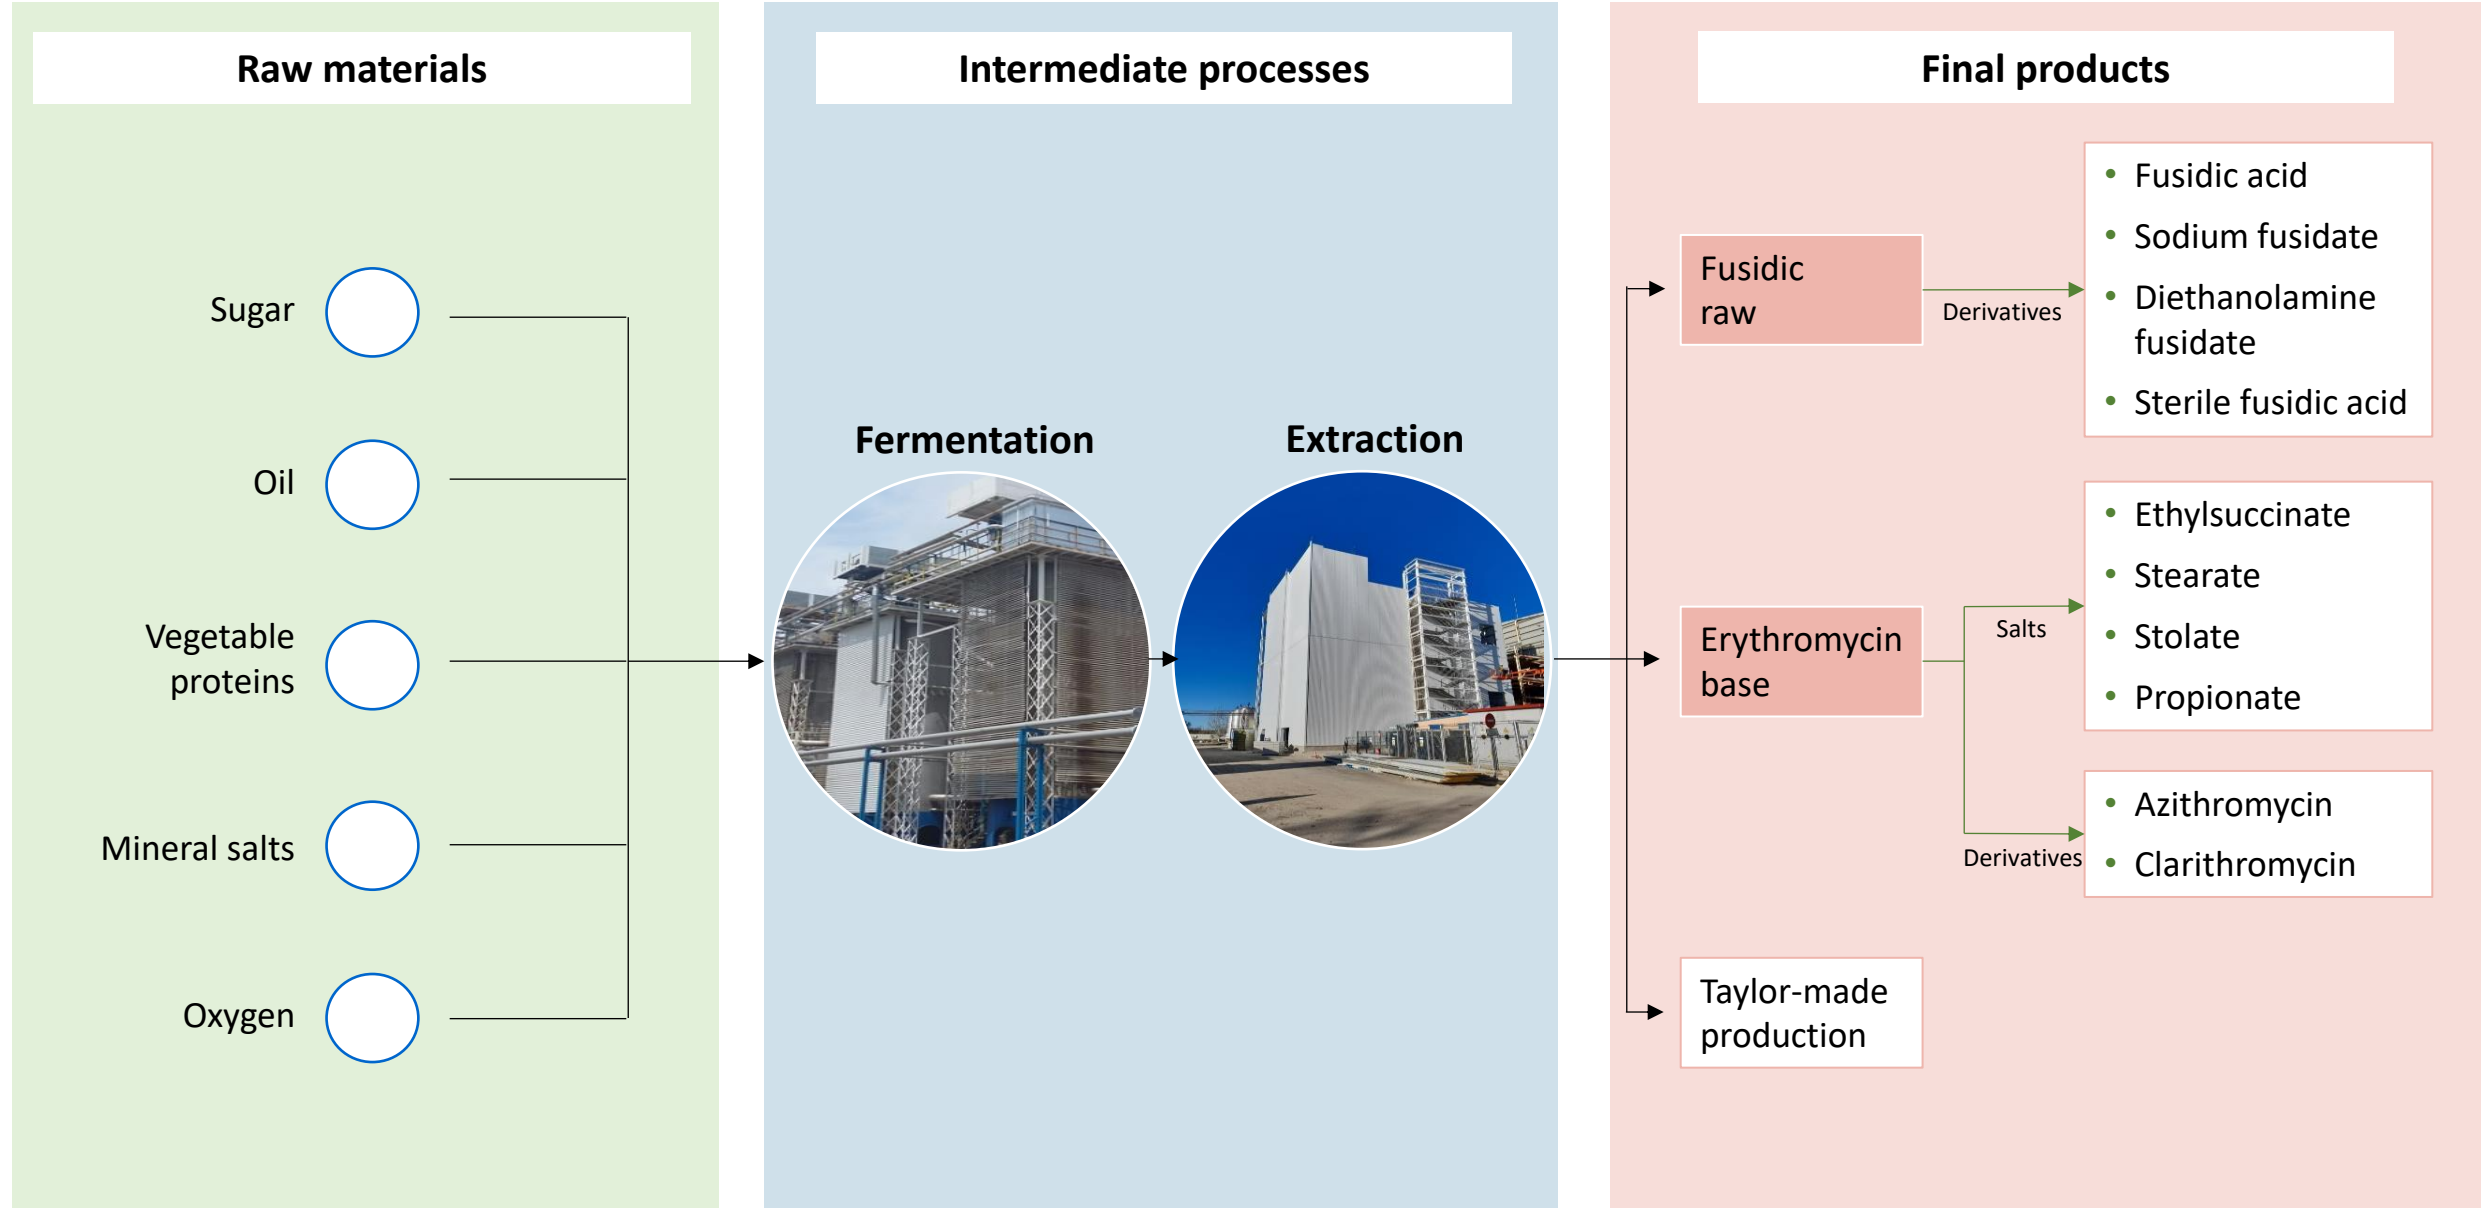 Raw materials
Sugar
Oil
Vegetable
proteins
Mineral salts
Oxygen
Intermediate processes
Fermentation
Extraction
Final products
Fusidic
raw
Derivatives
• Fusidic acid
• Sodium fusidate
• Diethanolamine
fusidate
• Sterile fusidic acid
Erythromycin
base
Salts
• Ethylsuccinate
• Stearate
• Stolate
• Propionate
Derivatives
• Azithromycin
• Clarithromycin
Taylor-made
production